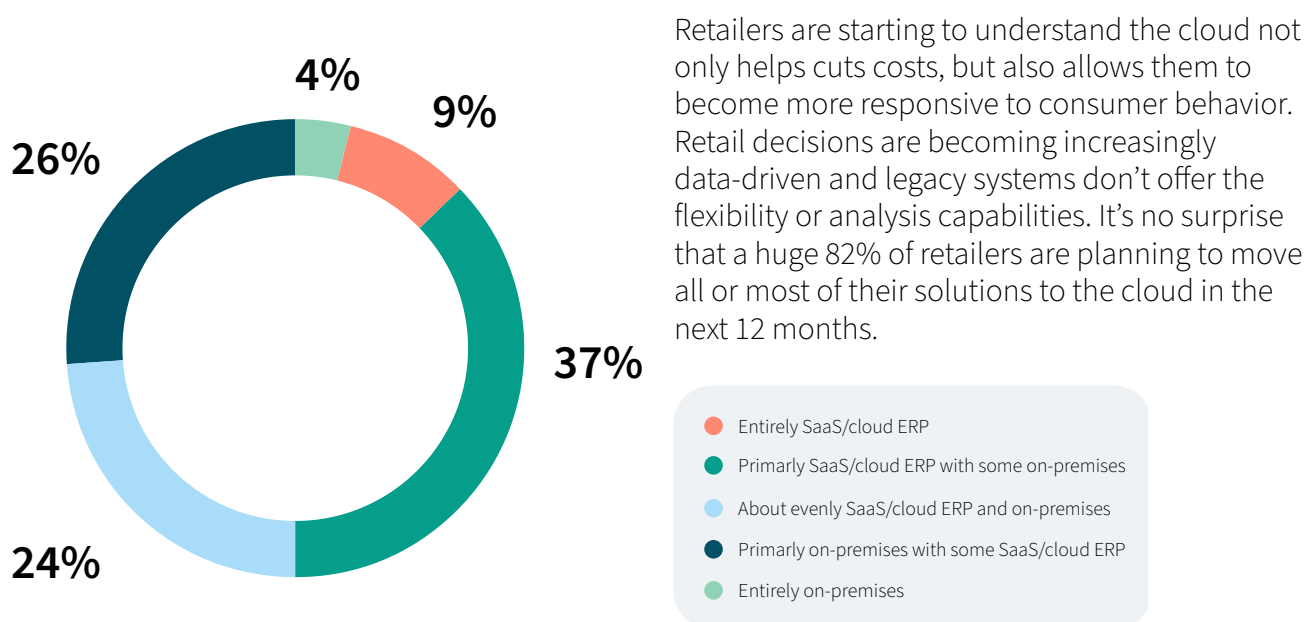 4%
9%
26%
37%
24%
Retailers are starting to understand the cloud not
only helps cuts costs, but also allows them to
become more responsive to consumer behavior.
Retail decisions are becoming increasingly
data-driven and legacy systems don’t offer the
flexibility or analysis capabilities. It’s no surprise
that a huge 82% of retailers are planning to move
all or most of their solutions to the cloud in the
next 12 months.
Entirely SaaS/cloud ERP
Primarly SaaS/cloud ERP with some on-premises
About evenly SaaS/cloud ERP and on-premises
Primarly on-premises with some SaaS/cloud ERP
Entirely on-premises